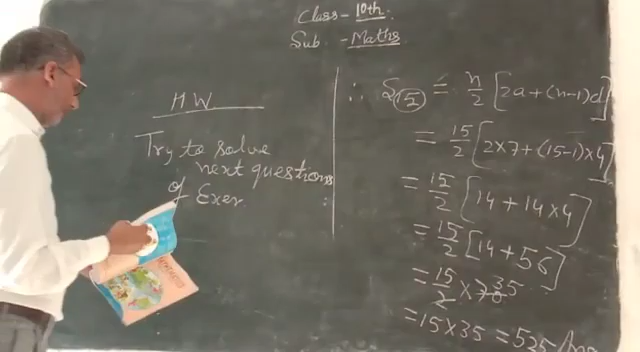 Class - 10th.
Sub. - Maths
H W
Try to solve
next questions
of Exer.
∴ S15 = n/2 [2a + (n-1)d]
= 15/2 [2×7 + (15-1)×4]
= 15/2 [14 + 14×4]
= 15/2 [14 + 56]
= 15/2 × 70 35
= 15×35 = 525 Ans